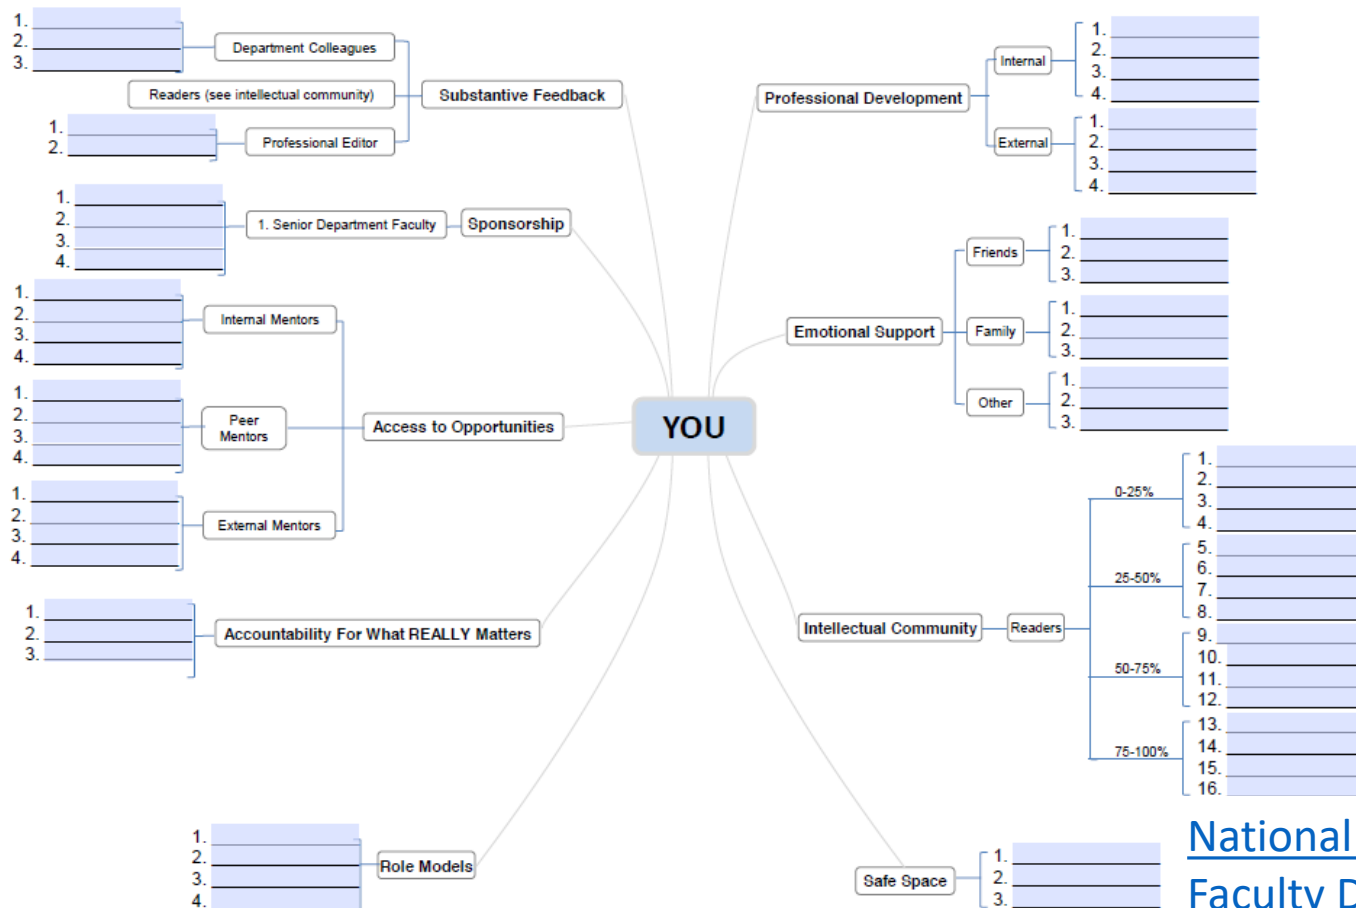 1.
2.
3.
Department Colleagues
Readers (see intellectual community)
Substantive Feedback
1.
2.
Professional Editor
1.
2.
3.
4.
1. Senior Department Faculty
Sponsorship
1.
2.
3.
4.
Internal Mentors
1.
2.
3.
4.
Peer
Mentors
Access to Opportunities
1.
2.
3.
4.
External Mentors
1.
2.
3.
Accountability For What REALLY Matters
1.
2.
3.
4.
Role Models
YOU
Professional Development
Internal
1.
2.
3.
4.
External
1.
2.
3.
4.
Emotional Support
Friends
1.
2.
3.
Family
1.
2.
3.
Other
1.
2.
3.
Intellectual Community
Readers
0-25%
1.
2.
3.
4.
25-50%
5.
6.
7.
8.
50-75%
9.
10.
11.
12.
75-100%
13.
14.
15.
16.
Safe Space
1.
2.
3.
National
Faculty D